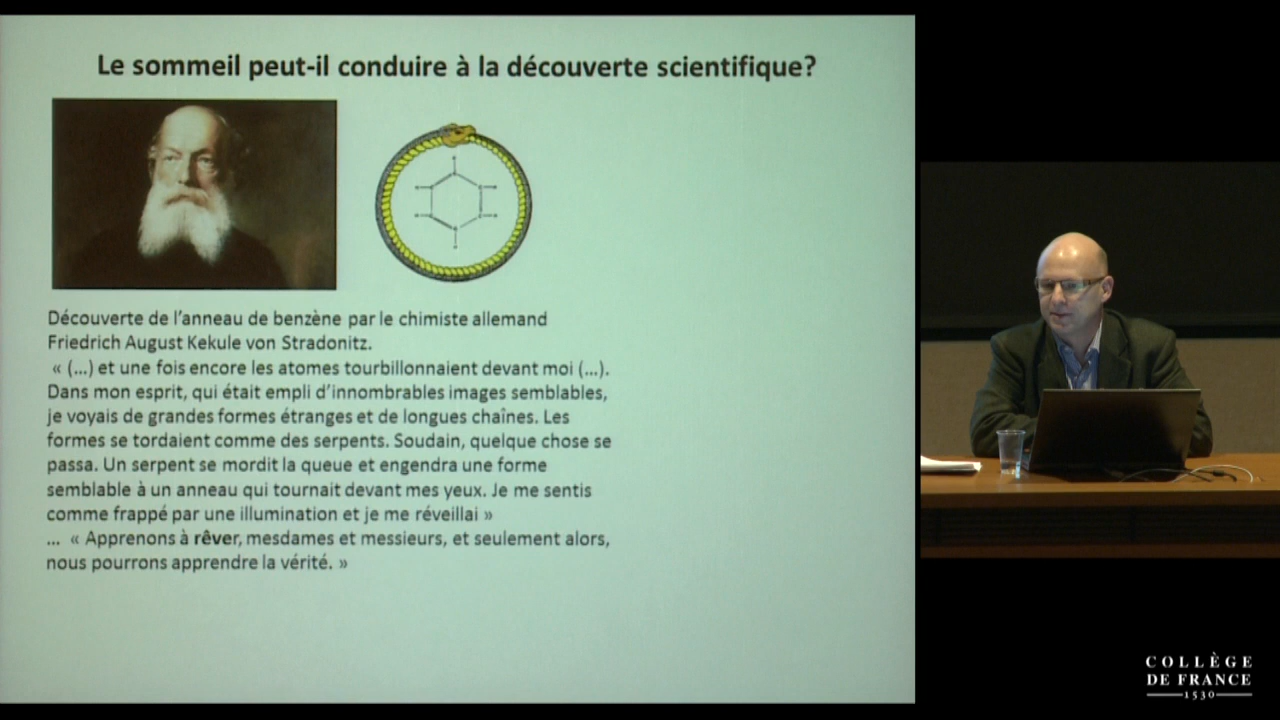 Le sommeil peut-il conduire à la découverte scientifique?
Découverte de l'anneau de benzène par le chimiste allemand
Friedrich August Kekule von Stradonitz.
« (...) et une fois encore les atomes tourbillonnaient devant moi (...).
Dans mon esprit, qui était empli d'innombrables images semblables,
je voyais de grandes formes étranges et de longues chaînes. Les
formes se tordaient comme des serpents. Soudain, quelque chose se
passa. Un serpent se mordit la queue et engendra une forme
semblable à un anneau qui tournait devant mes yeux. Je me sentis
comme frappé par une illumination et je me réveillai »
... « Apprenons à rêver, mesdames et messieurs, et seulement alors,
nous pourrons apprendre la vérité. »
COLLÈGE
DE FRANCE
1530